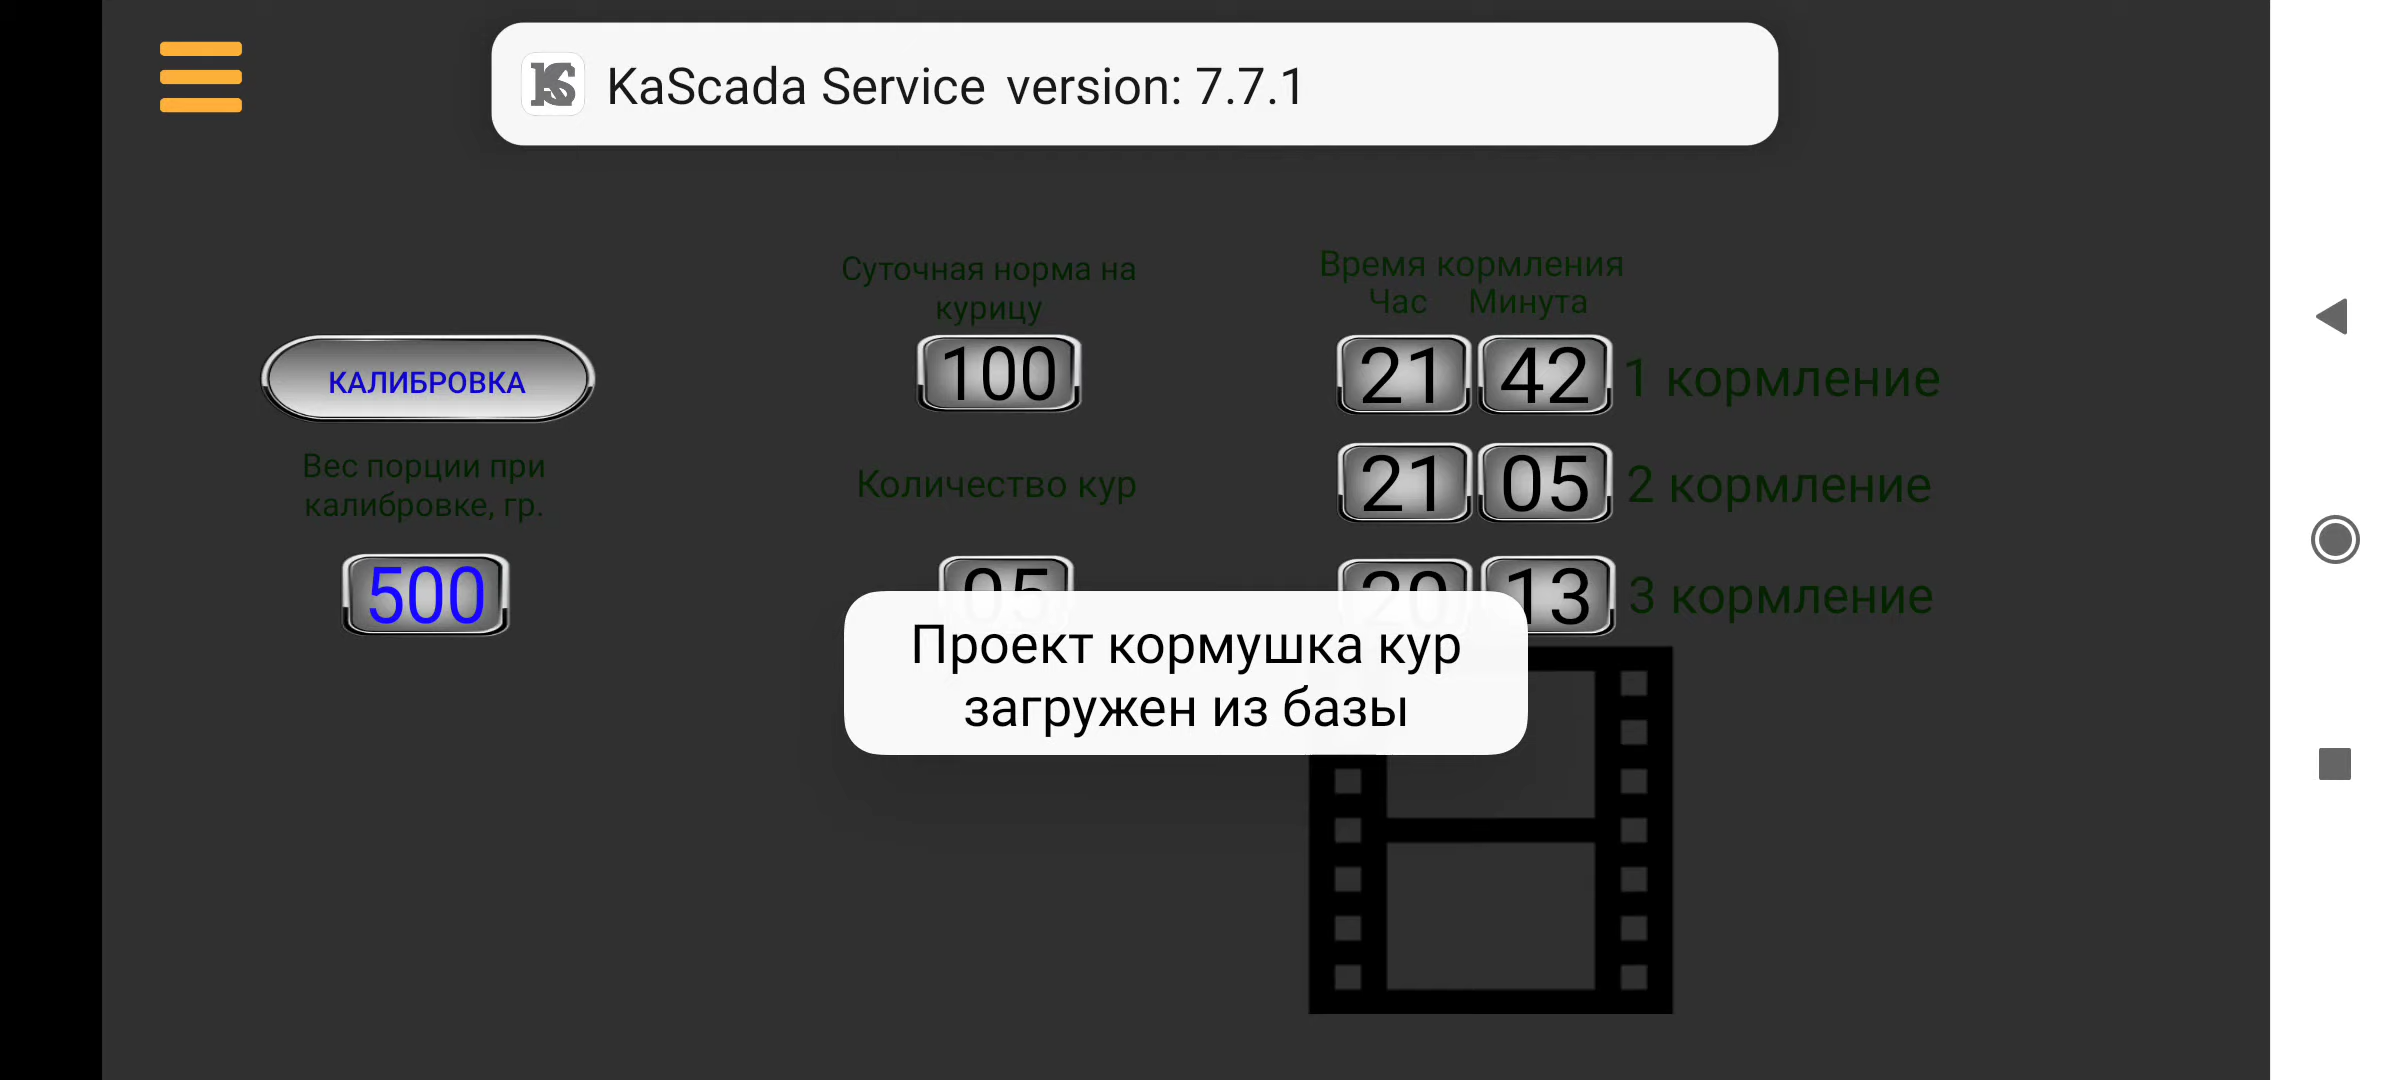 KaScada Service version: 7.7.1
Суточная норма на
курицу
100
Время кормления
Час Минута
КАЛИБРОВКА
21 42 1 кормление
Вес порции при
калибровке, гр.
Количество кур
21 05 2 кормление
500
05
20 13 3 кормление
Проект кормушка кур
загружен из базы